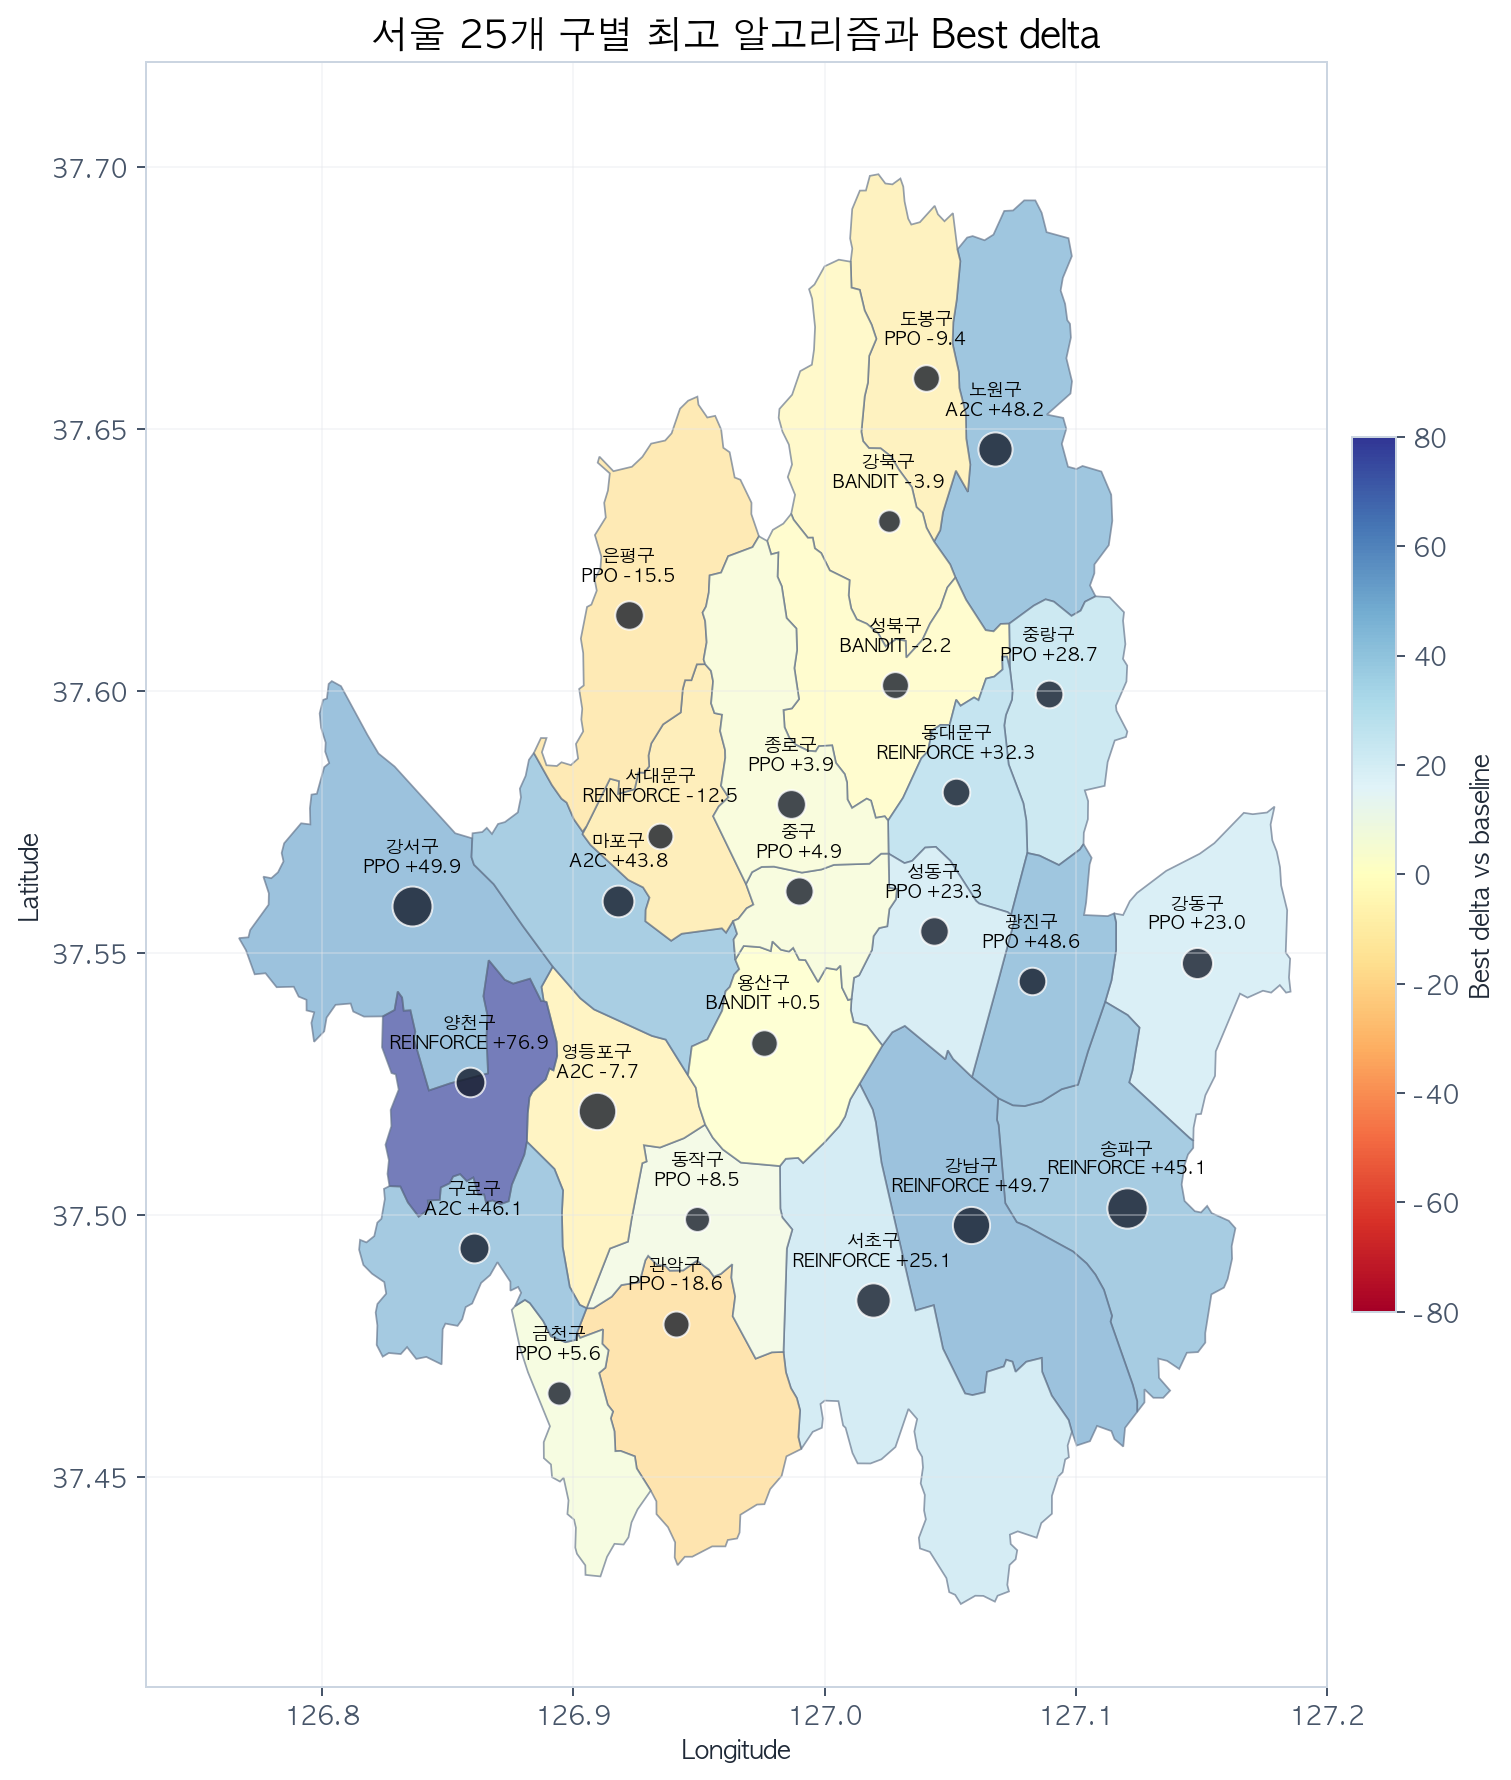 서울 25개 구별 최고 알고리즘과 Best delta
37.70
37.65
37.60
37.55
37.50
37.45
Latitude
도봉구
PPO -9.4
노원구
A2C +48.2
강북구
BANDIT -3.9
은평구
PPO -15.5
성북구
BANDIT -2.2
중랑구
PPO +28.7
동대문구
REINFORCE +32.3
종로구
PPO +3.9
서대문구
REINFORCE -12.5
중구
PPO +4.9
마포구
A2C +43.8
강서구
PPO +49.9
성동구
PPO +23.3
광진구
PPO +48.6
강동구
PPO +23.0
용산구
BANDIT +0.5
양천구
REINFORCE +76.9
영등포구
A2C -7.7
동작구
PPO +8.5
송파구
REINFORCE +45.1
강남구
REINFORCE +49.7
구로구
A2C +46.1
서초구
REINFORCE +25.1
관악구
PPO -18.6
금천구
PPO +5.6
126.8
126.9
127.0
127.1
127.2
Longitude
80
60
40
20
0
-20
-40
-60
-80
Best delta vs baseline